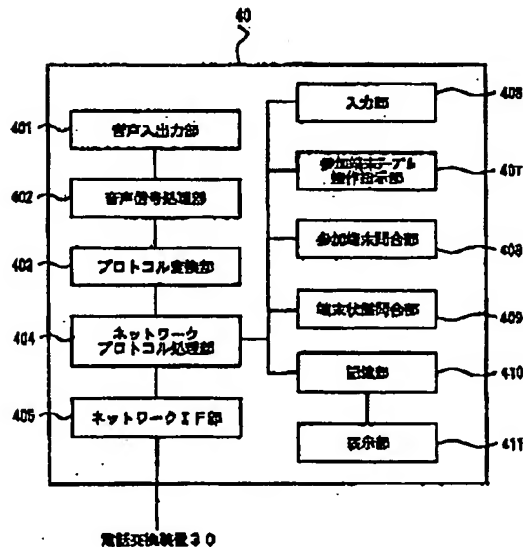 40
401
音声入出力部
402
音声信号処理部
403
プロトコル変換部
404
ネットワーク
プロトコル処理部
405
ネットワークIF部
電話交換装置30
入力部
406
参加端末テーブル
操作指示部
407
参加端末問合部
408
端末状態問合部
409
記憶部
410
表示部
411